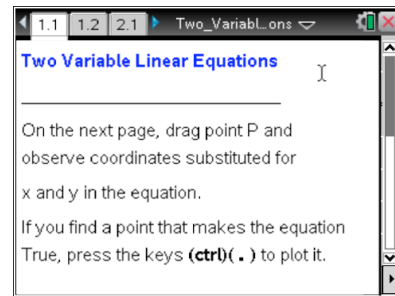 1.1 1.2 2.1 Two_Variabl...ons
Two Variable Linear Equations
On the next page, drag point P and
observe coordinates substituted for
x and y in the equation.
If you find a point that makes the equation
True, press the keys (ctrl)( . ) to plot it.